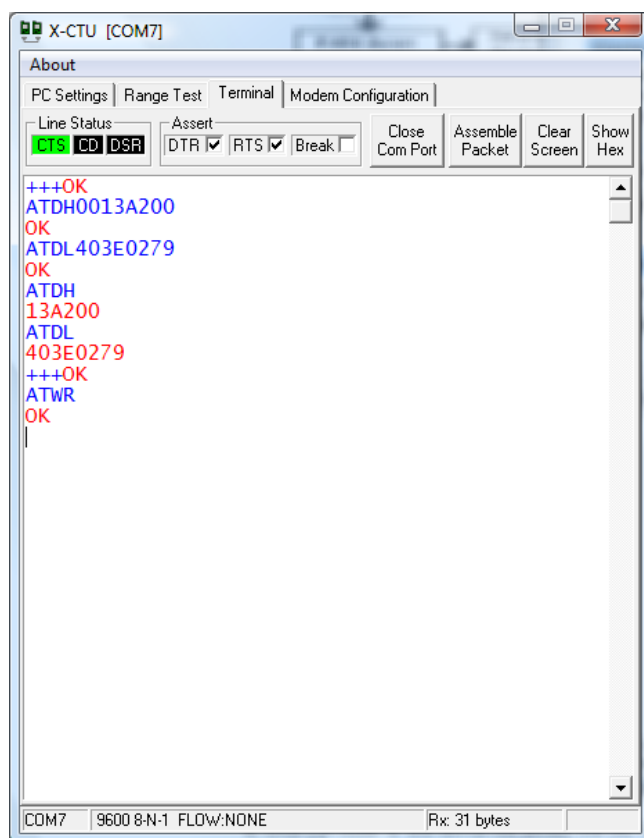 X-CTU [COM7]
About
PC Settings Range Test Terminal Modem Configuration
Line Status Assert
CTS CD DSR DTR RTS Break Close Com Port Assemble Packet Clear Screen Show Hex
+++OK
ATDH0013A200
OK
ATDL403E0279
OK
ATDH
13A200
ATDL
403E0279
+++OK
ATWR
OK
COM7 9600 8-N-1 FLOW:NONE Rx: 31 bytes